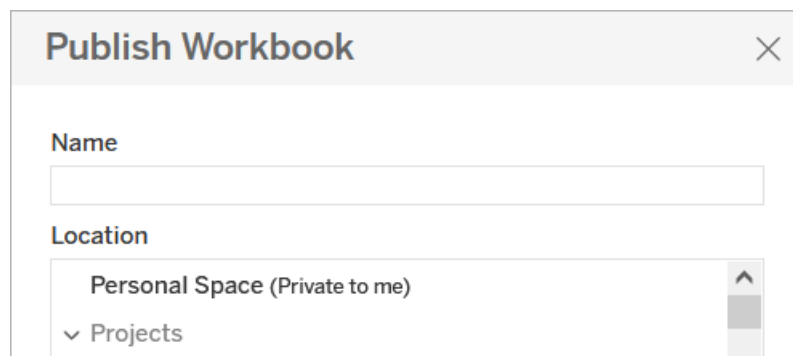 Publish Workbook
Name
Location
Personal Space (Private to me)
Projects